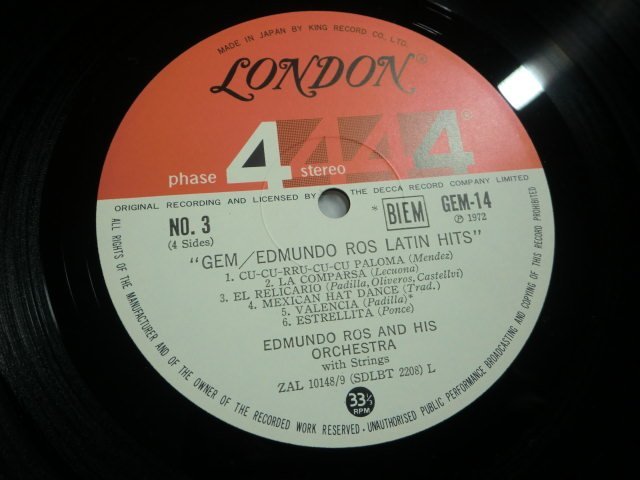 MADE IN JAPAN BY KING RECORD CO., LTD.
LONDON®
phase 4 stereo 4 4 4®
ORIGINAL RECORDING AND LICENSED BY THE DECCA RECORD COMPANY LIMITED
NO. 3
(4 Sides)
* BIEM
GEM-14
℗ 1972
"GEM/EDMUNDO ROS LATIN HITS"
1. CU-CU-RRU-CU-CU PALOMA (Mendez)
2. LA COMPARSA (Lecuona)
3. EL RELICARIO (Padilla, Oliveros, Castellvi)
4. MEXICAN HAT DANCE (Trad.)
5. VALENCIA (Padilla)*
6. ESTRELLITA (Ponce)
EDMUNDO ROS AND HIS
ORCHESTRA
with Strings
ZAL 10148/9 (SDLBT 2208) L
33⅓
RPM
ALL RIGHTS OF THE MANUFACTURER AND OF THE OWNER OF THE RECORDED WORK RESERVED. UNAUTHORISED PUBLIC PERFORMANCE BROADCASTING AND COPYING OF THIS RECORD PROHIBITED